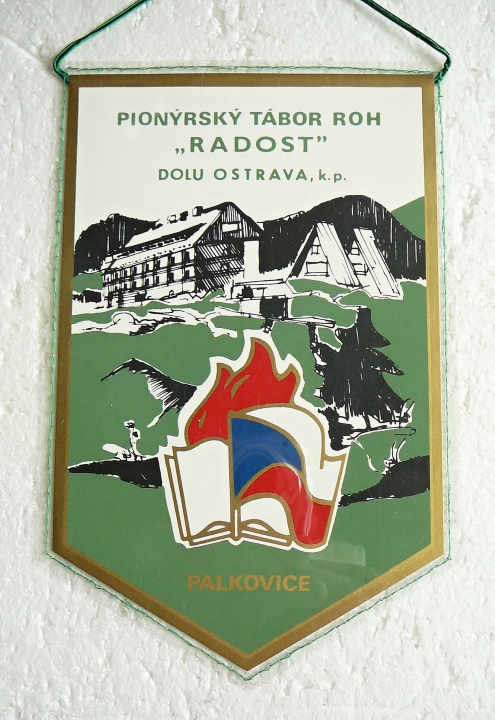 PIONÝRSKÝ TÁBOR ROH
„RADOST”
DOLU OSTRAVA, k.p.
PALKOVICE